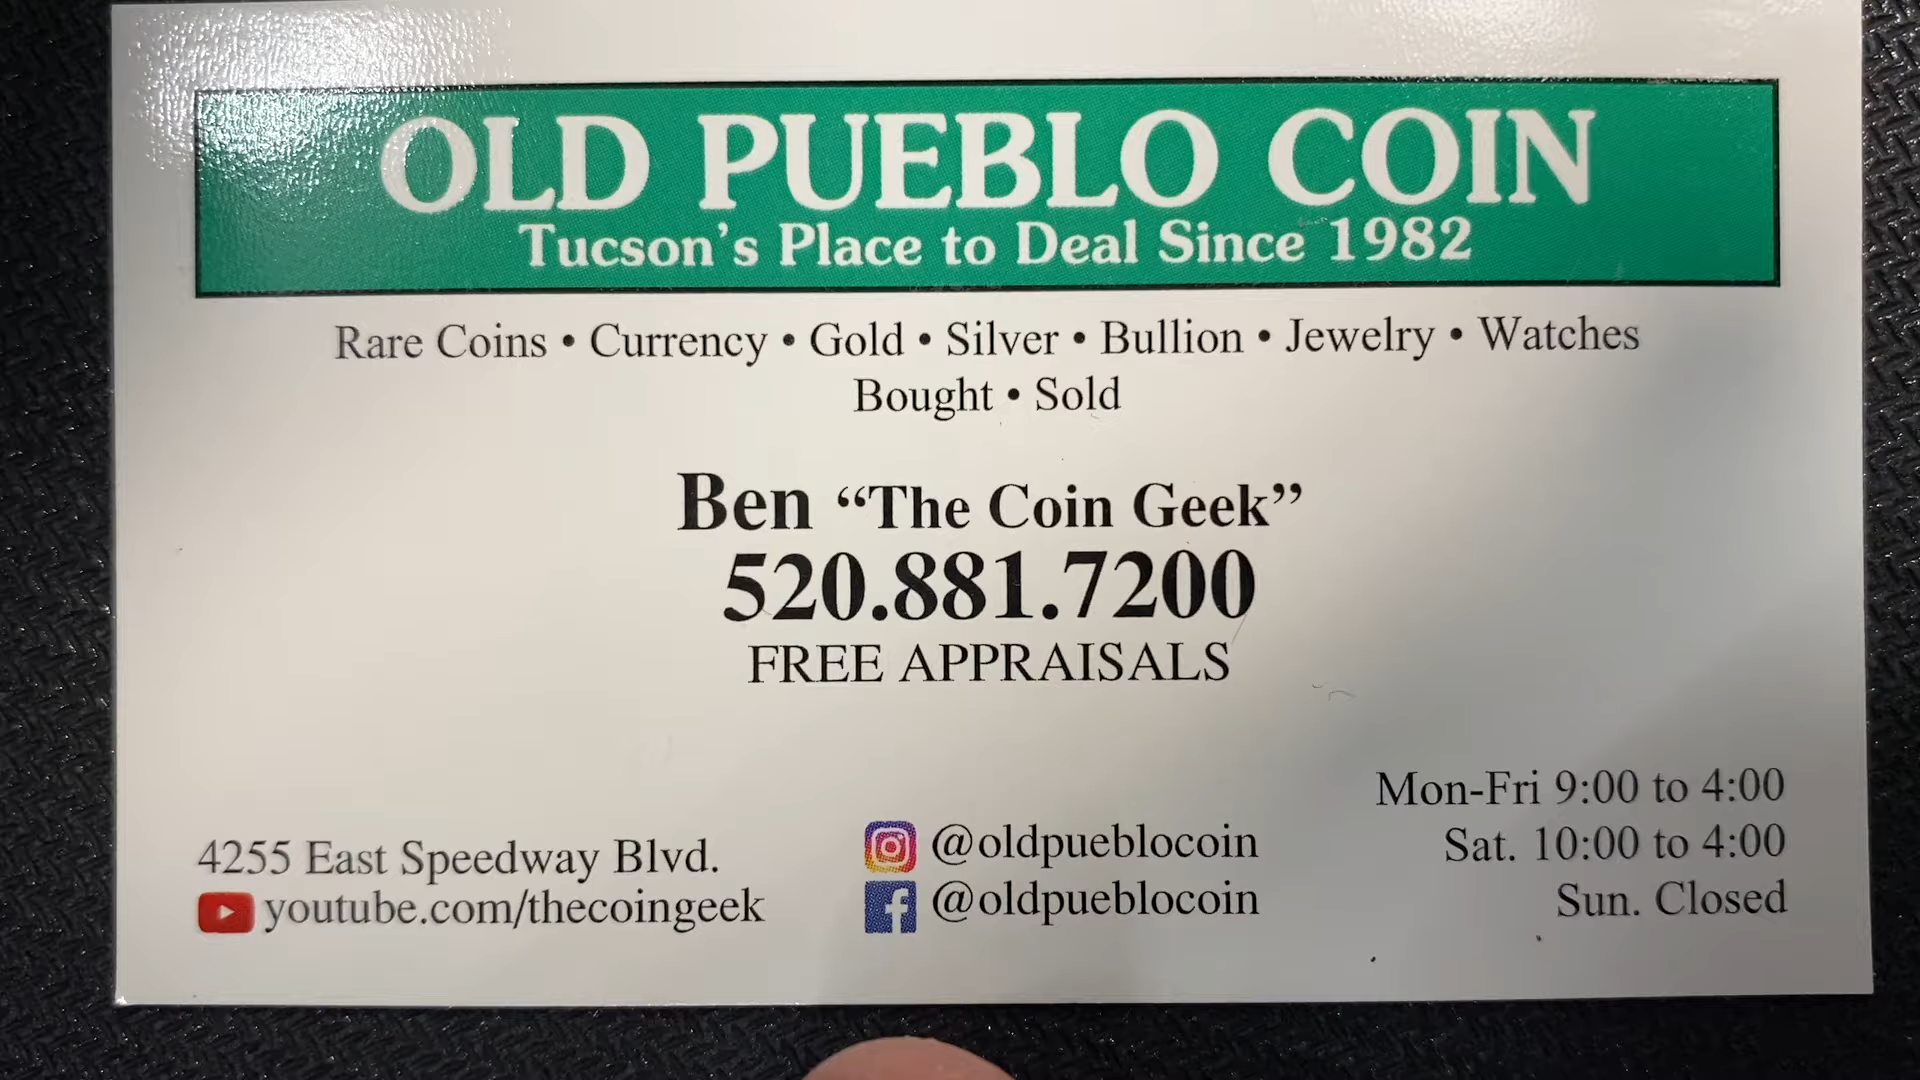 OLD PUEBLO COIN
Tucson's Place to Deal Since 1982
Rare Coins • Currency • Gold • Silver • Bullion • Jewelry • Watches
Bought • Sold
Ben “The Coin Geek”
520.881.7200
FREE APPRAISALS
4255 East Speedway Blvd.
youtube.com/thecoingeek
@oldpueblocoin
@oldpueblocoin
Mon-Fri 9:00 to 4:00
Sat. 10:00 to 4:00
Sun. Closed